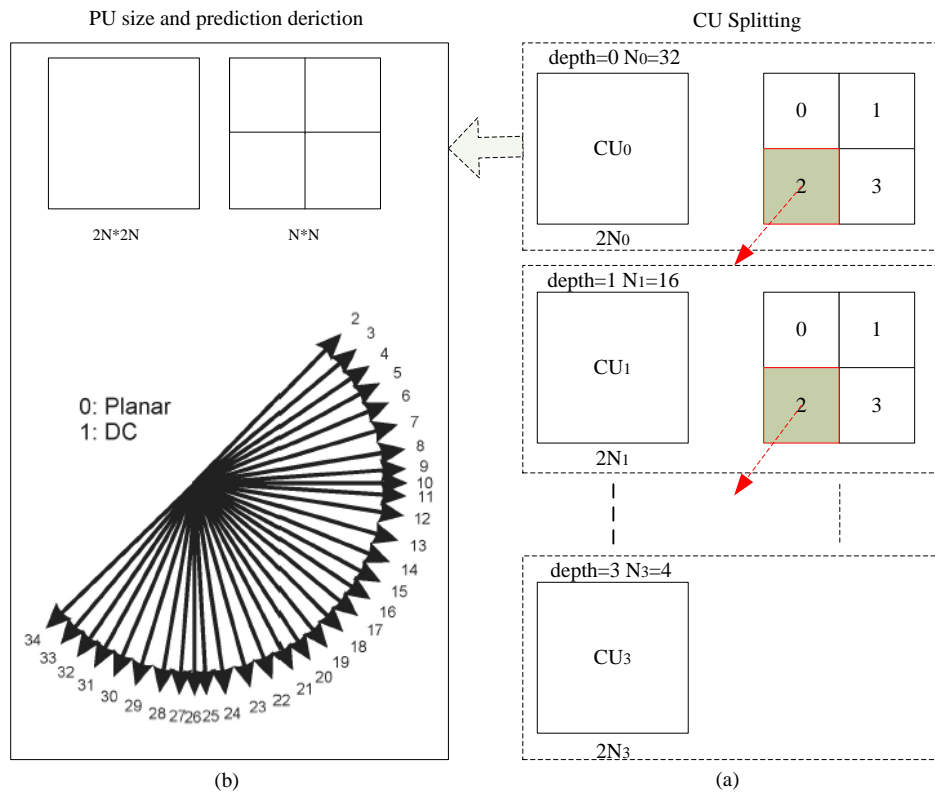 PU size and prediction deriction
2N*2N
N*N
0: Planar
1: DC
2
3
4
5
6
7
8
9
10
11
12
13
14
15
16
17
18
19
20
21
22
23
24
25
26
27
28
29
30
31
32
33
34
(b)
CU Splitting
depth=0 N0=32
CU0
2N0
0
1
2
3
depth=1 N1=16
CU1
2N1
0
1
2
3
depth=3 N3=4
CU3
2N3
(a)